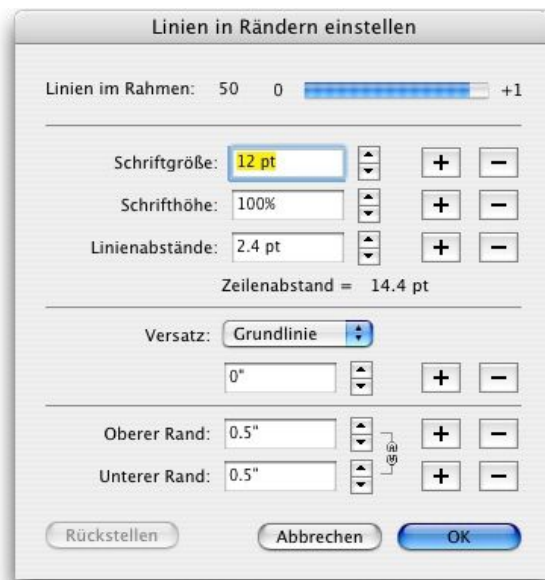 Linien in Rändern einstellen
Linien im Rahmen: 50 0 +1
Schriftgröße: 12 pt
Schrifthöhe: 100%
Linienabstände: 2.4 pt
Zeilenabstand = 14.4 pt
Versatz: Grundlinie
0"
Oberer Rand: 0.5"
Unterer Rand: 0.5"
Rückstellen Abbrechen OK